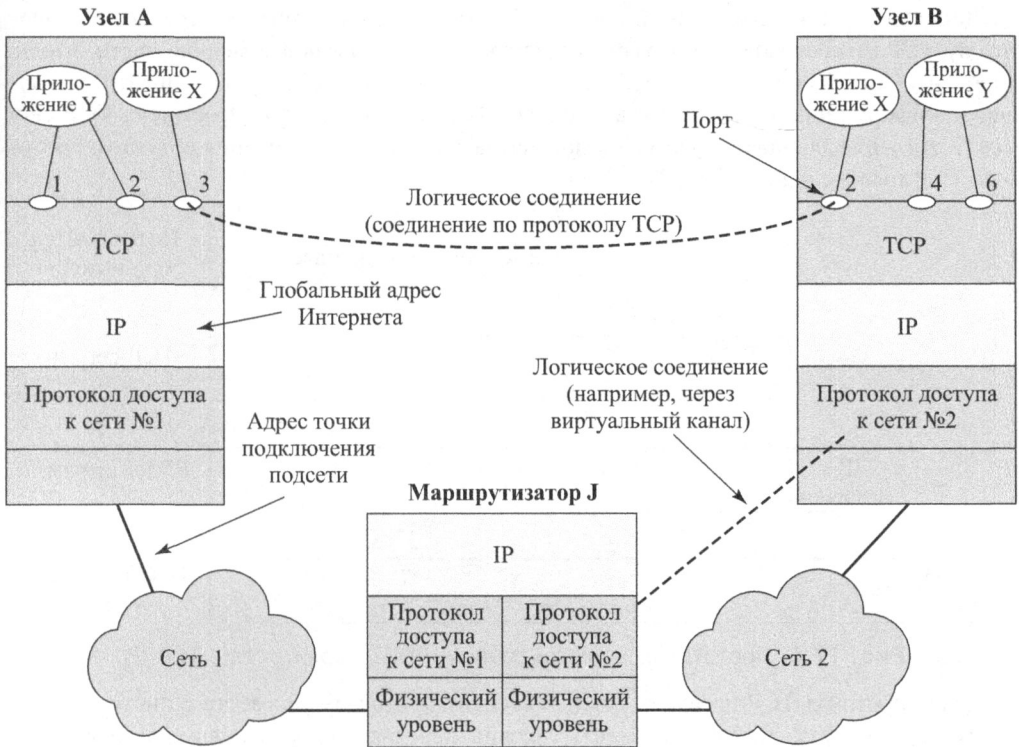 Узел A
Узел B
Прило-
жение Y
Прило-
жение X
Прило-
жение X
Прило-
жение Y
Порт
1
2
3
2
4
6
Логическое соединение
(соединение по протоколу TCP)
TCP
TCP
Глобальный адрес
Интернета
IP
IP
Логическое соединение
(например, через
виртуальный канал)
Протокол доступа
к сети №1
Протокол доступа
к сети №2
Адрес точки
подключения
подсети
Маршрутизатор J
IP
Протокол
доступа
к сети №1
Протокол
доступа
к сети №2
Сеть 1
Сеть 2
Физический
уровень
Физический
уровень